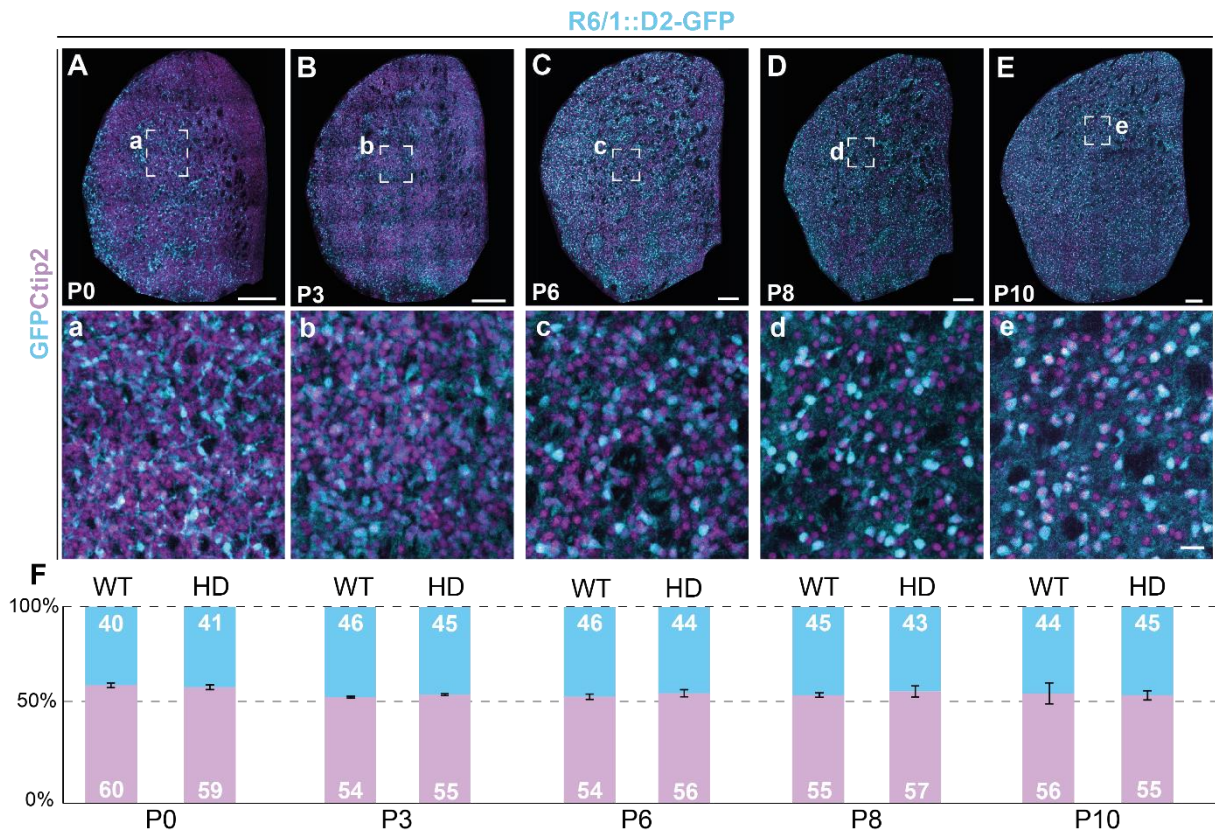 R6/1::D2-GFP
GFPCtip2
A B C D E
a b c d e
P0 P3 P6 P8 P10
a b c d e
F WT HD WT HD WT HD WT HD WT HD
100%
40 41 46 45 46 44 45 43 44 45
50%
60 59 54 55 54 56 55 57 56 55
0%
P0 P3 P6 P8 P10